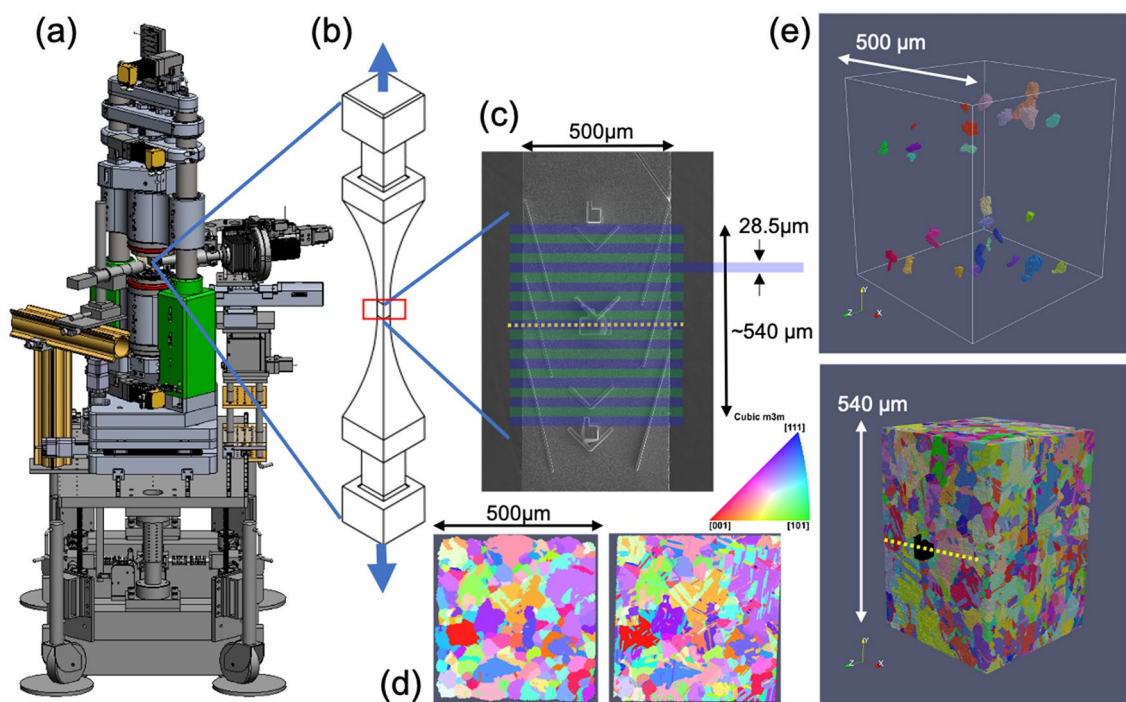 (a)
(b)
(c)
500µm
28.5µm
~540 µm
Cubic m3m
[111]
[001]
[101]
500µm
(d)
(e)
500 µm
Y
Z
X
540 µm
Y
Z
X